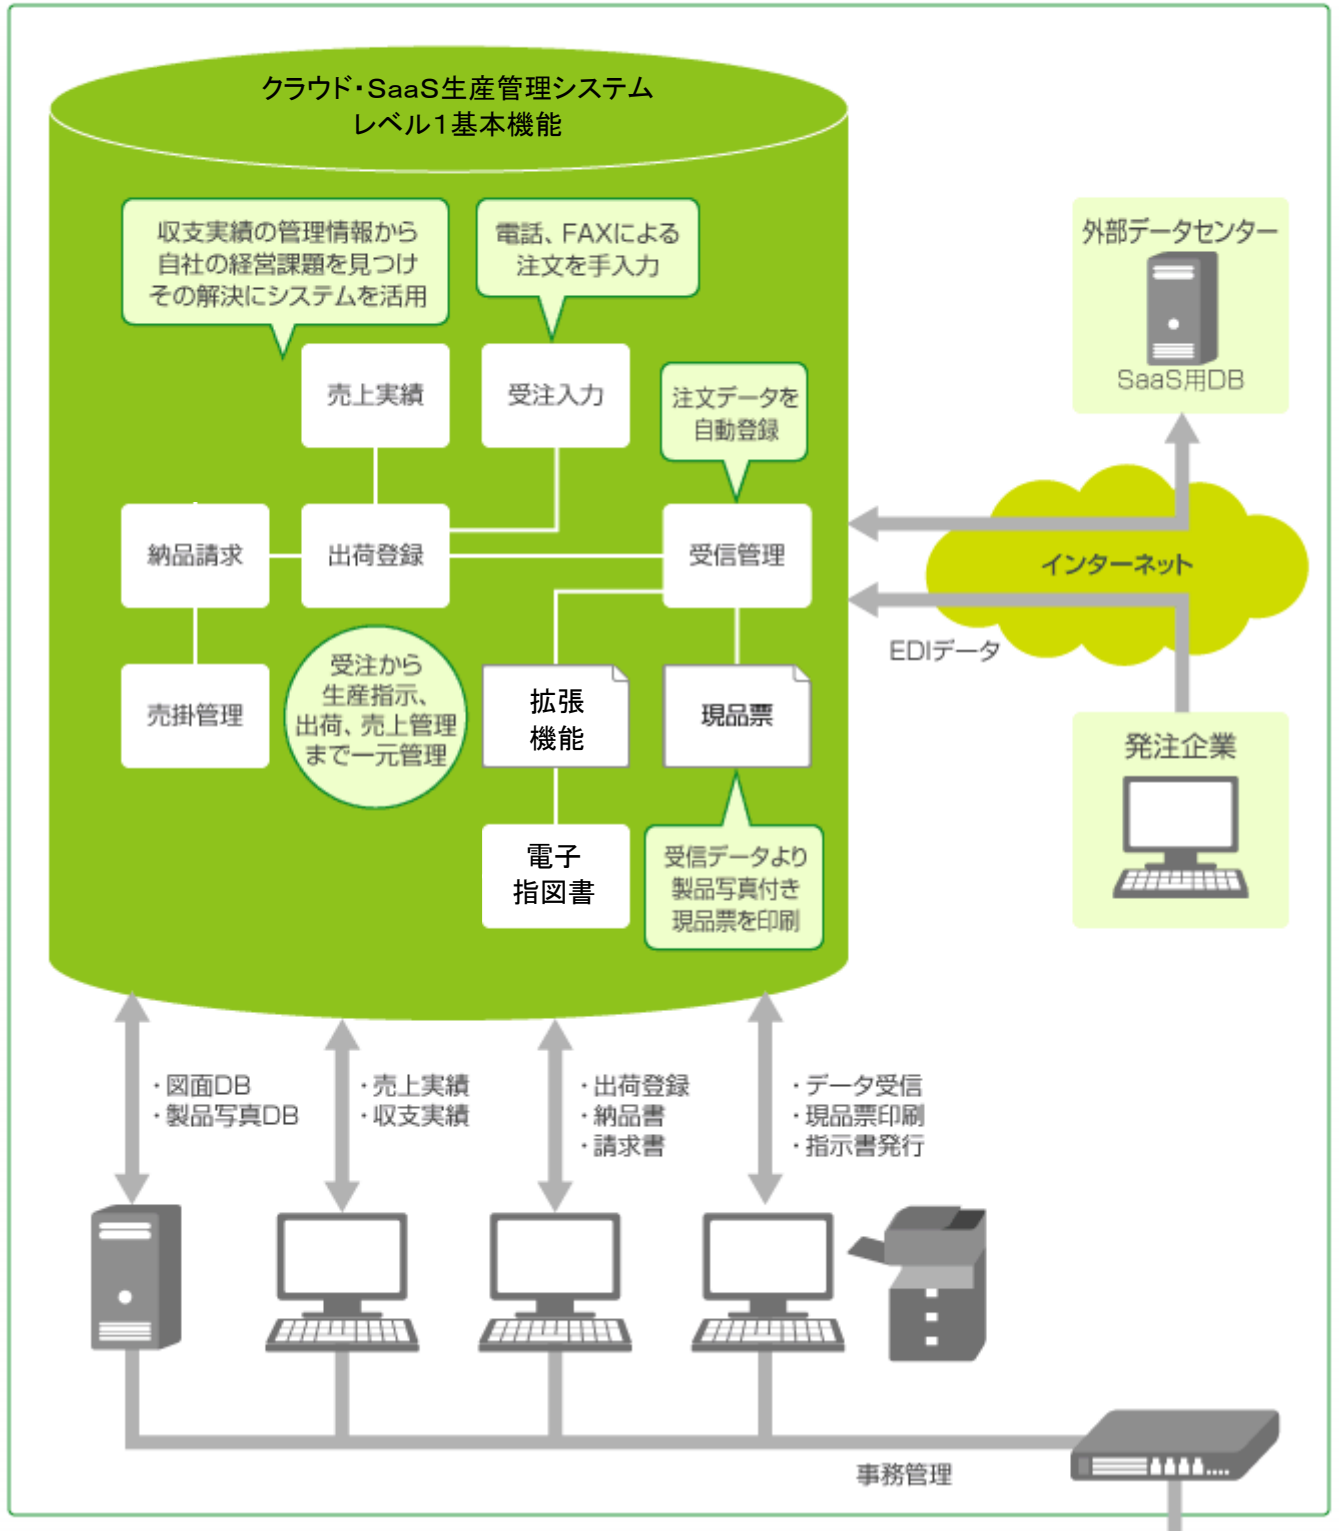 クラウド・SaaS生産管理システム
レベル1基本機能
収支実績の管理情報から
自社の経営課題を見つけ
その解決にシステムを活用
電話、FAXによる
注文を手入力
売上実績
受注入力
注文データを
自動登録
納品請求
出荷登録
受信管理
売掛管理
受注から
生産指示、
出荷、売上管理
まで一元管理
拡張
機能
現品票
電子
指図書
受信データより
製品写真付き
現品票を印刷
外部データセンター
SaaS用DB
インターネット
EDIデータ
発注企業
・図面DB
・製品写真DB
・売上実績
・収支実績
・出荷登録
・納品書
・請求書
・データ受信
・現品票印刷
・指示書発行
事務管理